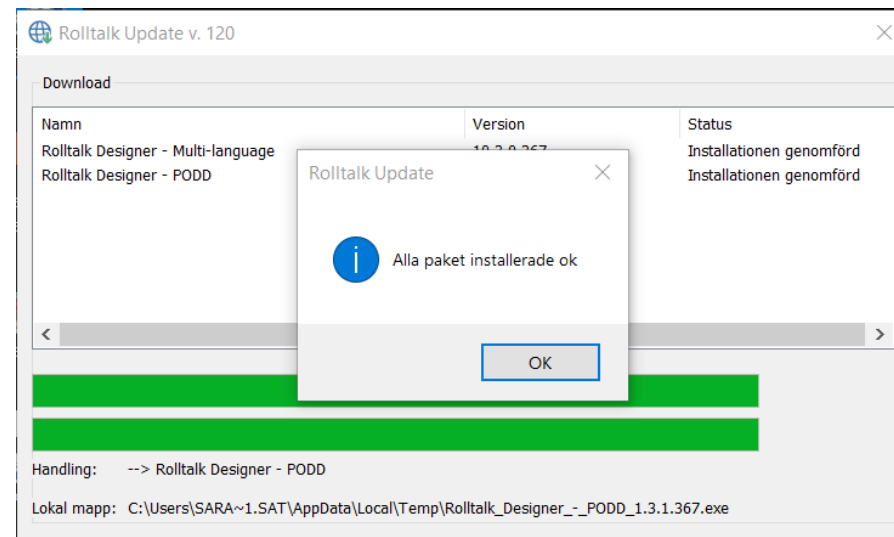 Rolltalk Update v. 120
Download
Namn Version Status
Rolltalk Designer - Multi-language Installationen genomförd
Rolltalk Designer - PODD Installationen genomförd
Rolltalk Update
Alla paket installerade ok
OK
Handling: --> Rolltalk Designer - PODD
Lokal mapp: C:\Users\SARA~1.SAT\AppData\Local\Temp\Rolltalk_Designer_-_PODD_1.3.1.367.exe